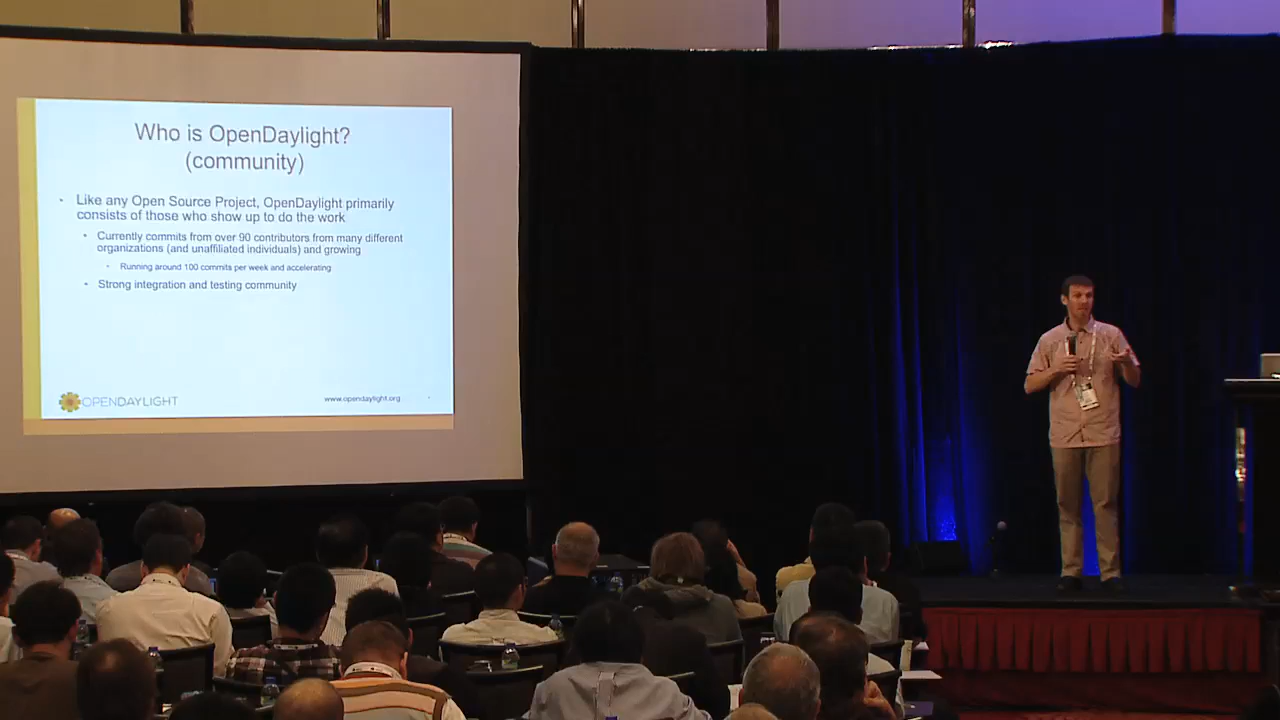 Who is OpenDaylight?
(community)
Like any Open Source Project, OpenDaylight primarily
consists of those who show up to do the work
Currently commits from over 90 contributors from many different
organizations (and unaffiliated individuals) and growing
Running around 100 commits per week and accelerating
Strong integration and testing community
OPENDAYLIGHT
www.opendaylight.org